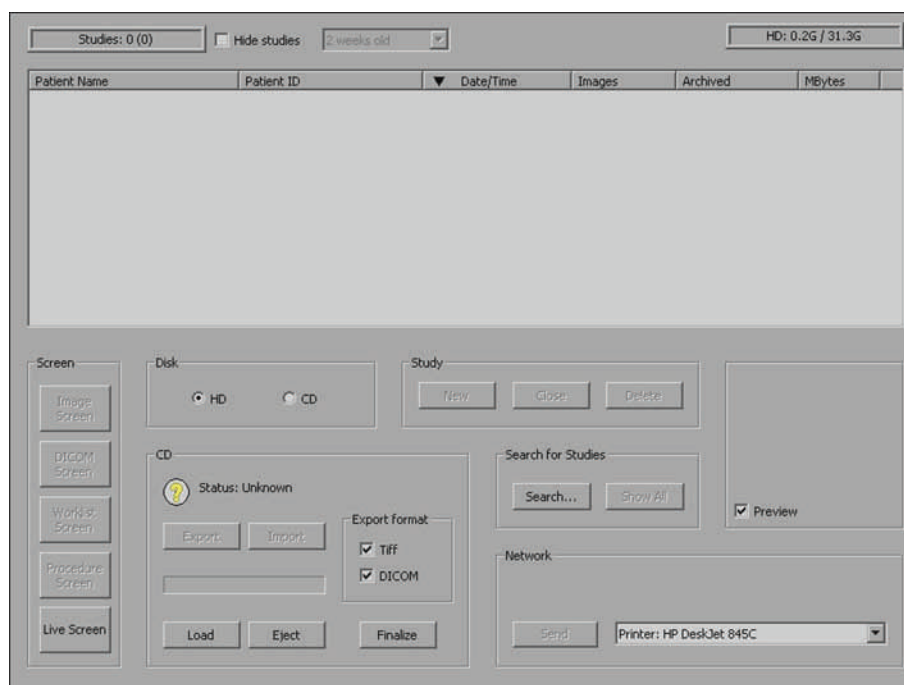 Studies: 0 (0)
Hide studies
2 weeks old
HD: 0.2G / 31.3G
Patient Name
Patient ID
Date/Time
Images
Archived
MBytes
Screen
Image
Screen
DICOM
Screen
Worklist
Screen
Procedure
Screen
Live Screen
Disk
HD
CD
Study
New
Close
Delete
CD
Status: Unknown
Export
Import
Export format
Tiff
DICOM
Load
Eject
Finalize
Search for Studies
Search...
Show All
Preview
Network
Send
Printer: HP DeskJet 845C